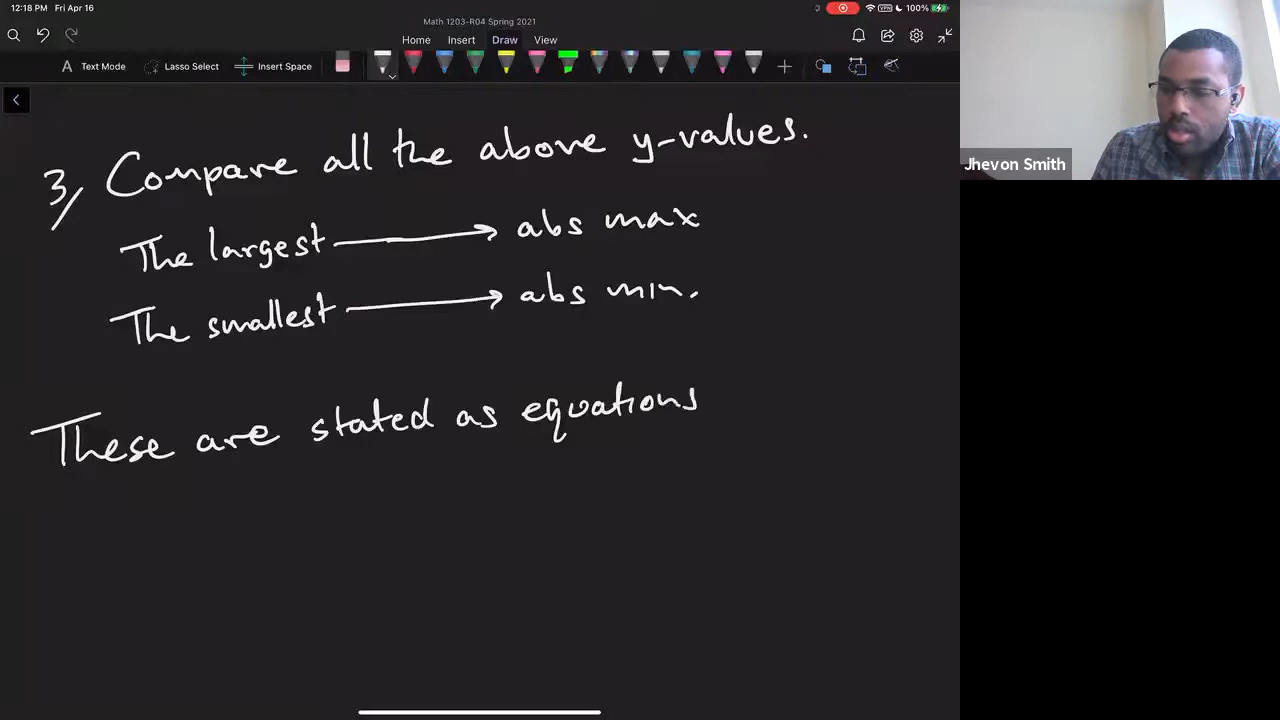 12:18 PM Fri Apr 16
100%
Math 1203-R04 Spring 2021
Home Insert Draw View
Text Mode Lasso Select Insert Space
3, Compare all the above y-values.
The largest → abs max
The smallest → abs min.
These are stated as equations
Jhevon Smith